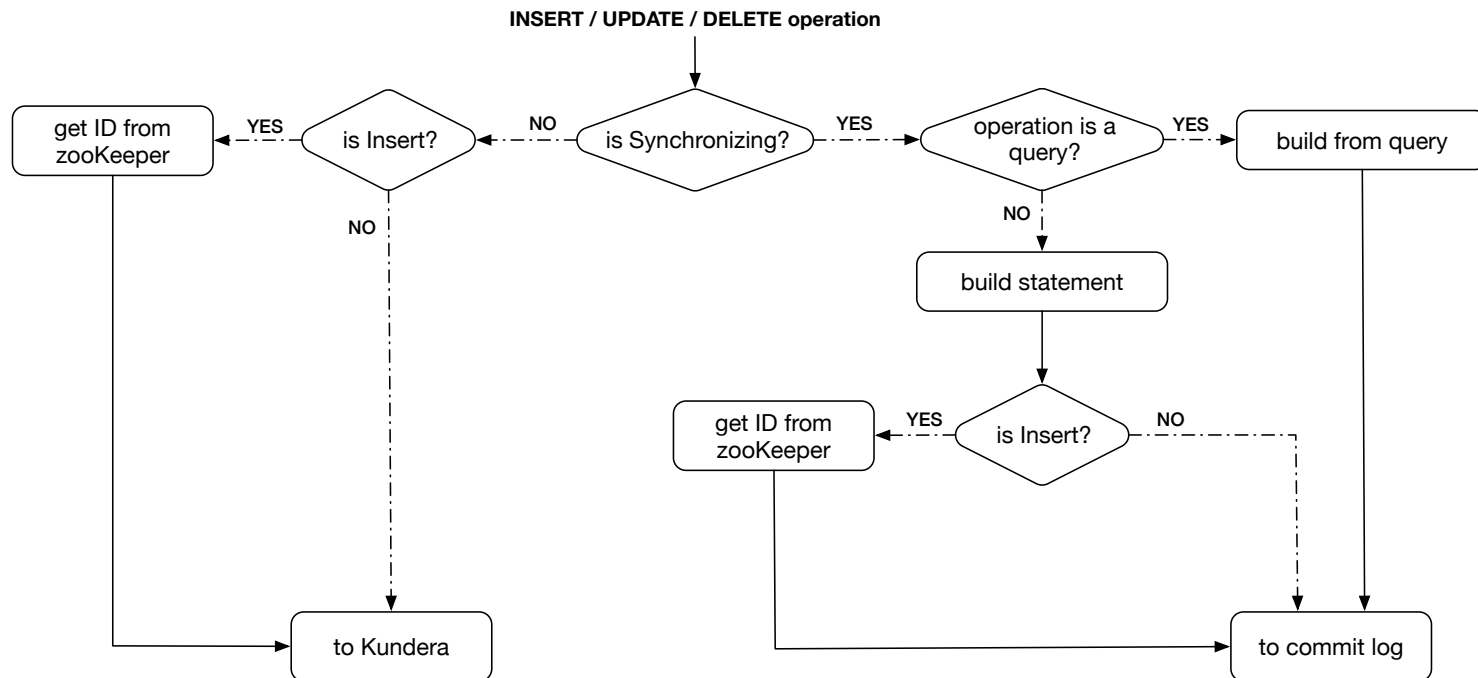 INSERT / UPDATE / DELETE operation
get ID from
zooKeeper
YES
is Insert?
NO
is Synchronizing?
YES
operation is a
query?
YES
build from query
NO
NO
build statement
get ID from
zooKeeper
YES
is Insert?
NO
to Kundera
to commit log